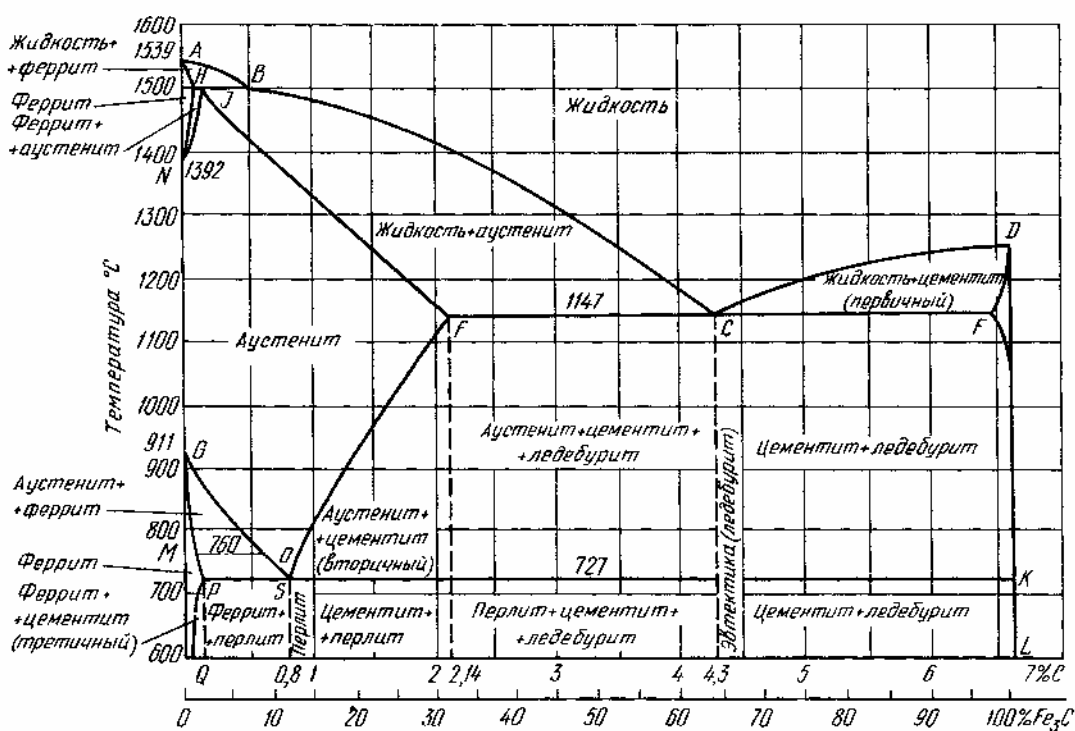 1600
1539
A
Жидкость+
+феррит
1500
H
J
B
Феррит
Феррит+
+аустенит
Жидкость
1400
1392
N
1300
Жидкость+аустенит
D
1200
Жидкость+цементит
(первичный)
1147
F
C
F
1100
Аустенит
Температура °С
1000
Аустенит+цементит+
+ледебурит
Цементит+ледебурит
Эвтектика(ледебурит)
911
G
900
Аустенит+
+феррит
Аустенит+
+цементит
(вторичный)
800
M
760
O
727
Феррит
700
P
S
K
Феррит+
+цементит
(третичный)
Феррит+
+перлит
Перлит
Цементит+
+перлит
Перлит+цементит+
+ледебурит
Цементит+ледебурит
600
L
Q 0,8 1 2 2,14 3 4 4,3 5 6 7%С
0 10 20 30 40 50 60 70 80 90 100%Fe₃C